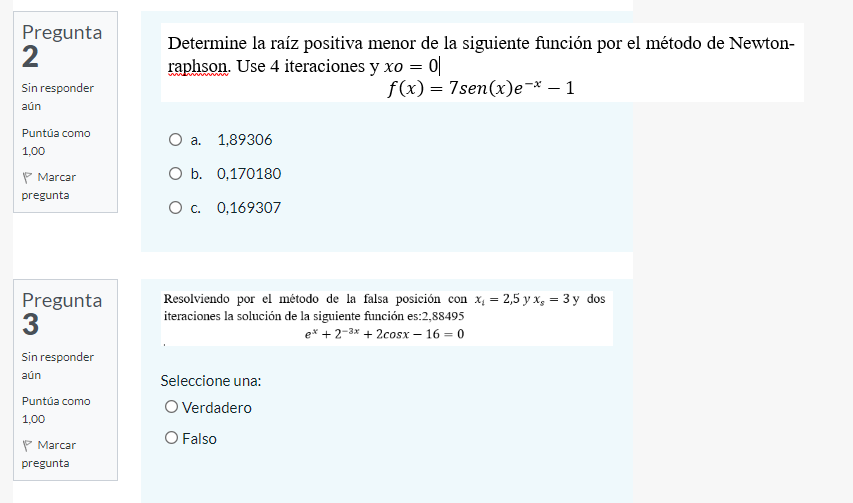 Pregunta
2
Sin responder
aún
Puntúa como
1,00
Marcar
pregunta
Determine la raíz positiva menor de la siguiente función por el método de Newton-
raphson. Use 4 iteraciones y xo = 0
f(x) = 7sen(x)e⁻ˣ − 1
a. 1,89306
b. 0,170180
c. 0,169307
Pregunta
3
Sin responder
aún
Puntúa como
1,00
Marcar
pregunta
Resolviendo por el método de la falsa posición con xᵢ = 2,5 y xₛ = 3 y dos
iteraciones la solución de la siguiente función es:2,88495
eˣ + 2⁻³ˣ + 2cosx − 16 = 0
Seleccione una:
Verdadero
Falso